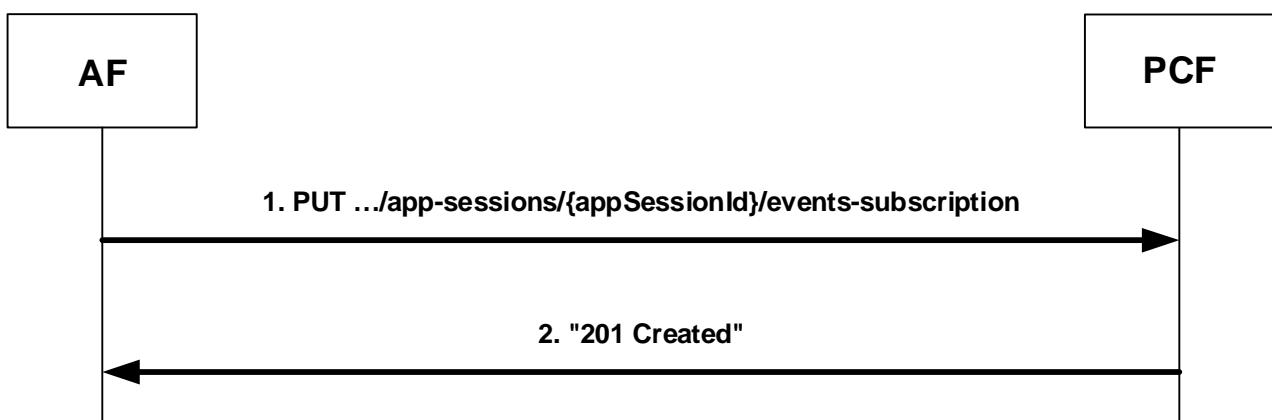 AF
PCF
1. PUT …/app-sessions/{appSessionId}/events-subscription
2. "201 Created"